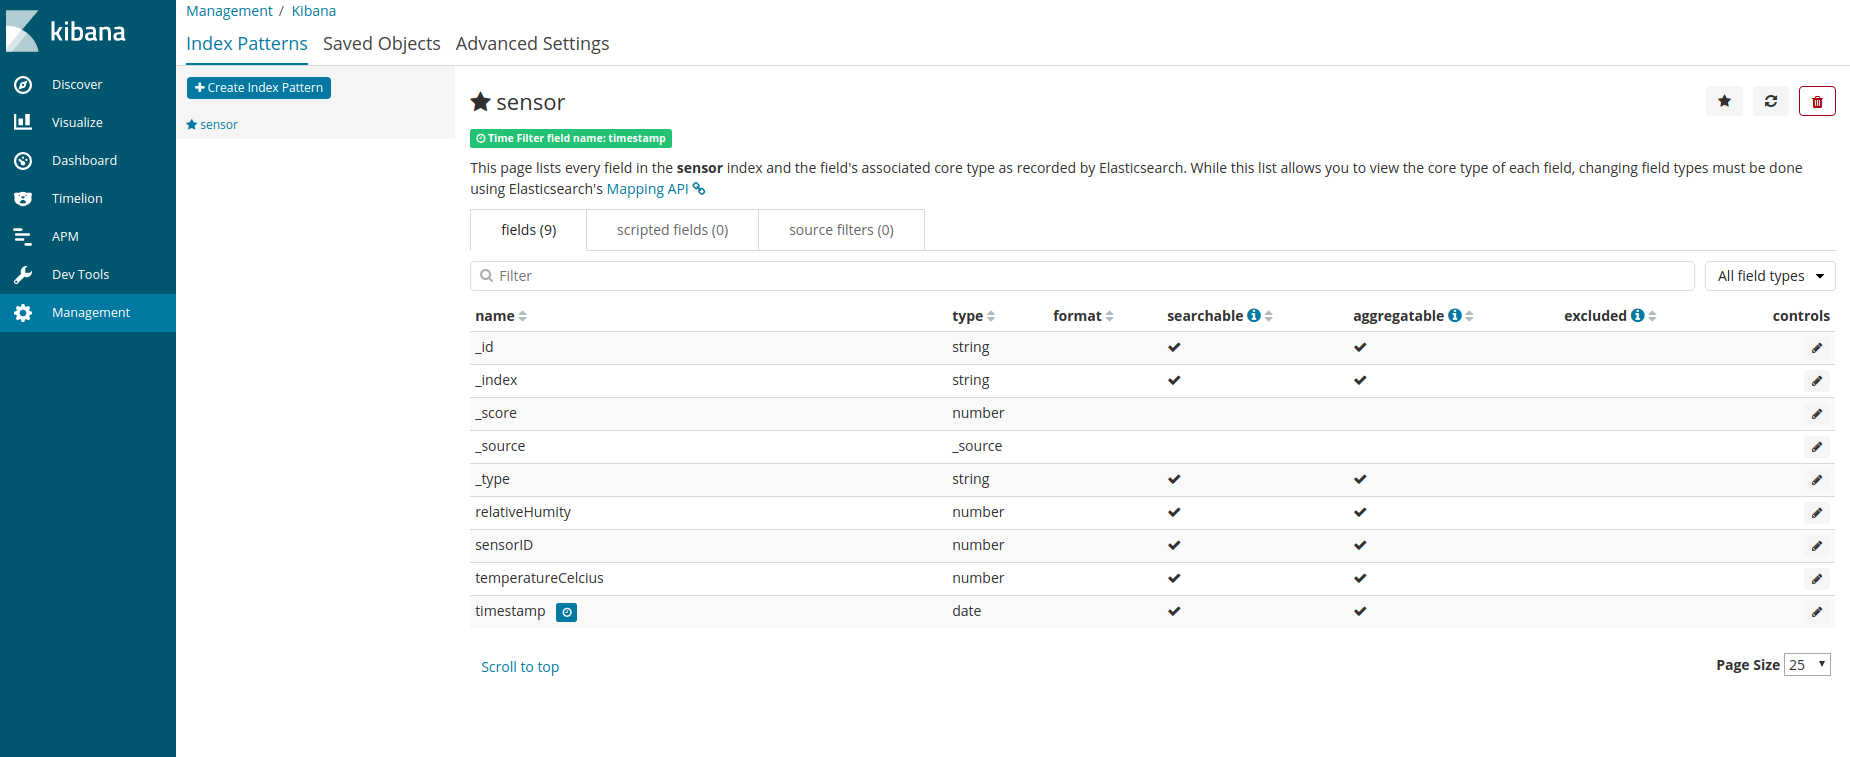 kibana
Discover
Visualize
Dashboard
Timelion
APM
Dev Tools
Management
Management / Kibana
Index Patterns Saved Objects Advanced Settings
Create Index Pattern
sensor
sensor
Time Filter field name: timestamp
This page lists every field in the sensor index and the field's associated core type as recorded by Elasticsearch. While this list allows you to view the core type of each field, changing field types must be done
using Elasticsearch's Mapping API
fields (9) scripted fields (0) source filters (0)
Filter All field types
name type format searchable aggregatable excluded controls
_id string
_index string
_score number
_source _source
_type string
relativeHumity number
sensorID number
temperatureCelcius number
timestamp date
Scroll to top Page Size 25